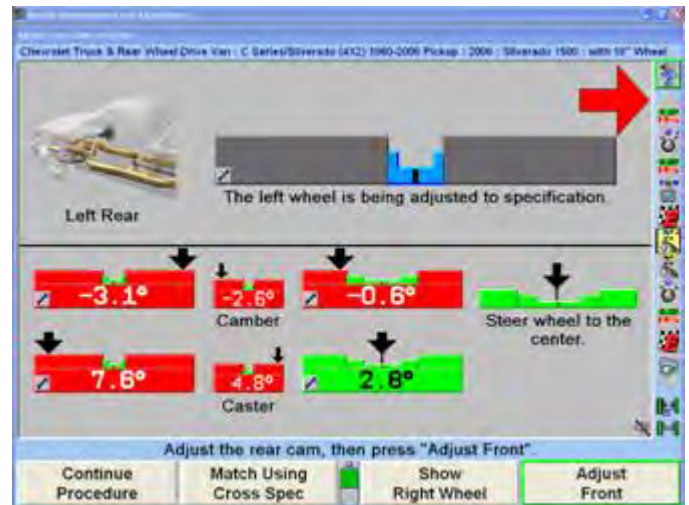 Chevrolet Truck & Rear Wheel Drive Van : C Series/Silverado (4X2) 1960-2006 Pickup : 2006 : Silverado 1500 : with 16" Wheel
The left wheel is being adjusted to specification.
Left Rear
-3.1°
-2.6°
-0.6°
Camber
Steer wheel to the
center.
7.6°
4.8°
2.8°
Caster
Adjust the rear cam, then press "Adjust Front".
Continue
Procedure
Match Using
Cross Spec
Show
Right Wheel
Adjust
Front